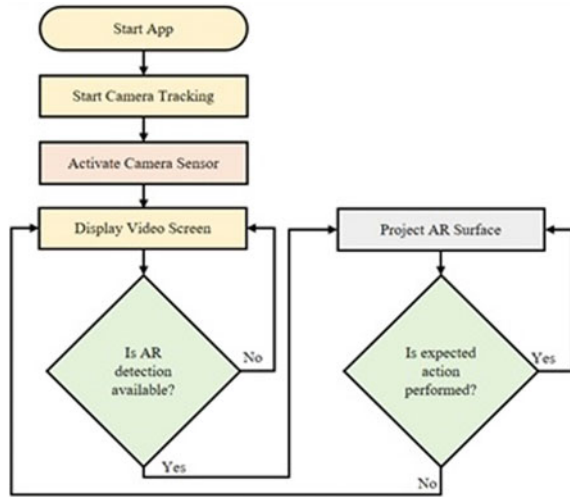 Start App
Start Camera Tracking
Activate Camera Sensor
Display Video Screen
Project AR Surface
Is AR
detection
available?
No
Yes
Is expected
action
performed?
Yes
No